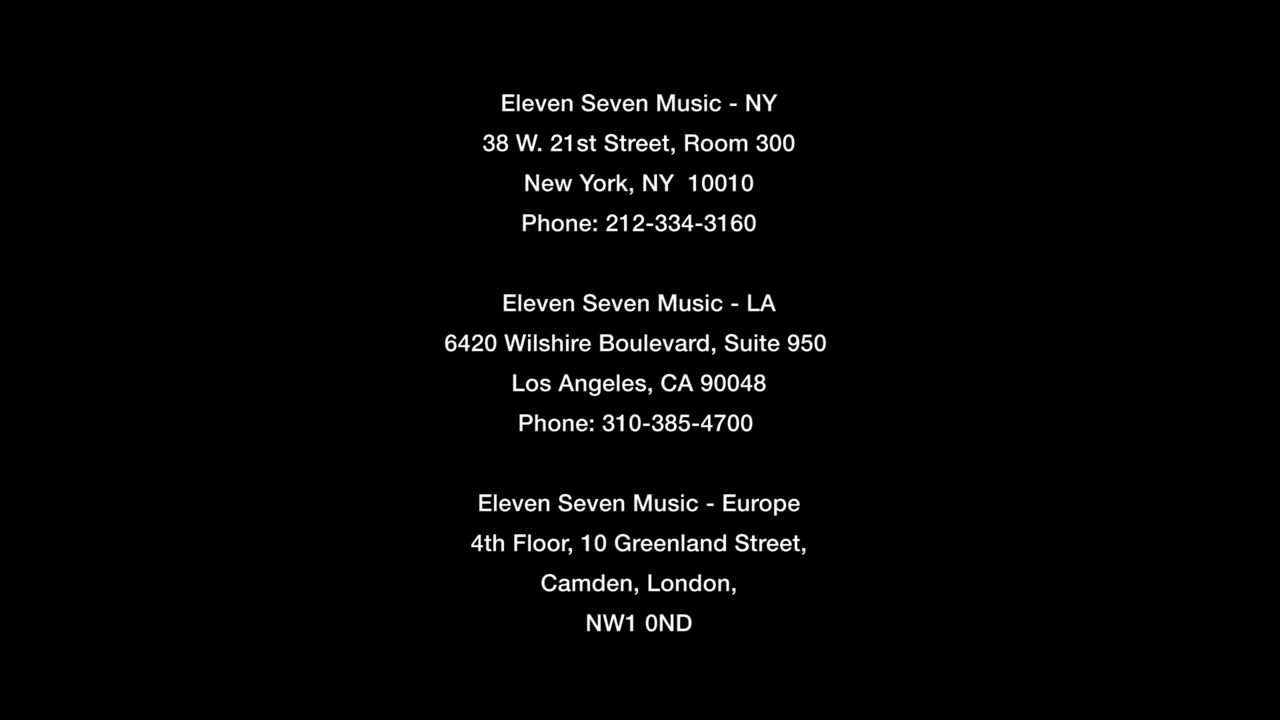 Eleven Seven Music - NY
38 W. 21st Street, Room 300
New York, NY  10010
Phone: 212-334-3160
Eleven Seven Music - LA
6420 Wilshire Boulevard, Suite 950
Los Angeles, CA 90048
Phone: 310-385-4700
Eleven Seven Music - Europe
4th Floor, 10 Greenland Street,
Camden, London,
NW1 0ND